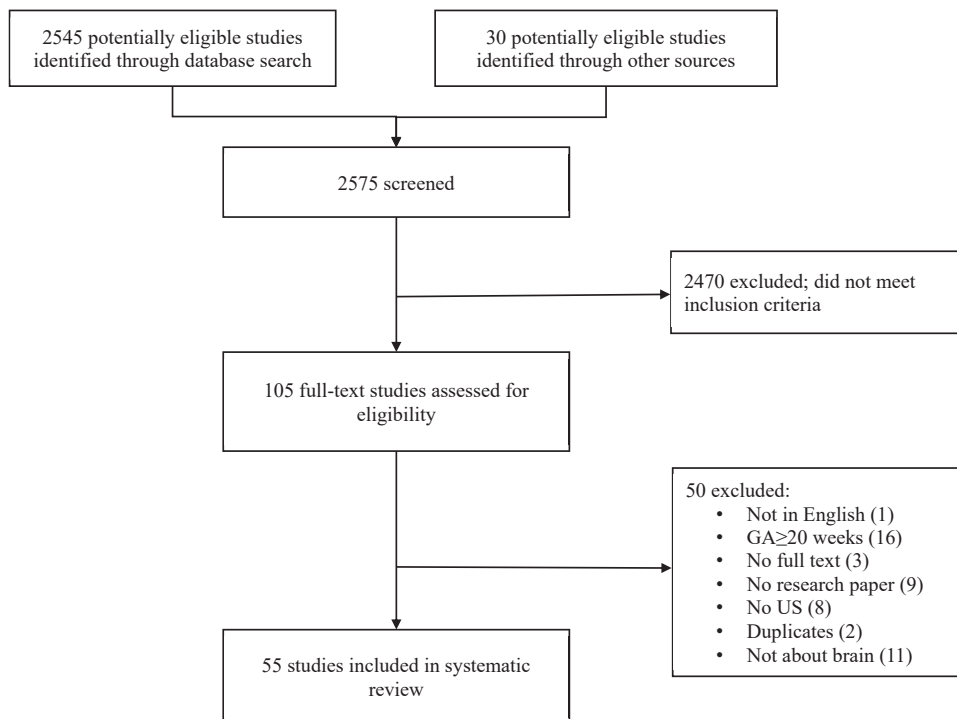 2545 potentially eligible studies
identified through database search
30 potentially eligible studies
identified through other sources
2575 screened
2470 excluded; did not meet
inclusion criteria
105 full-text studies assessed for
eligibility
50 excluded:
• Not in English (1)
• GA≥20 weeks (16)
• No full text (3)
• No research paper (9)
• No US (8)
• Duplicates (2)
• Not about brain (11)
55 studies included in systematic
review